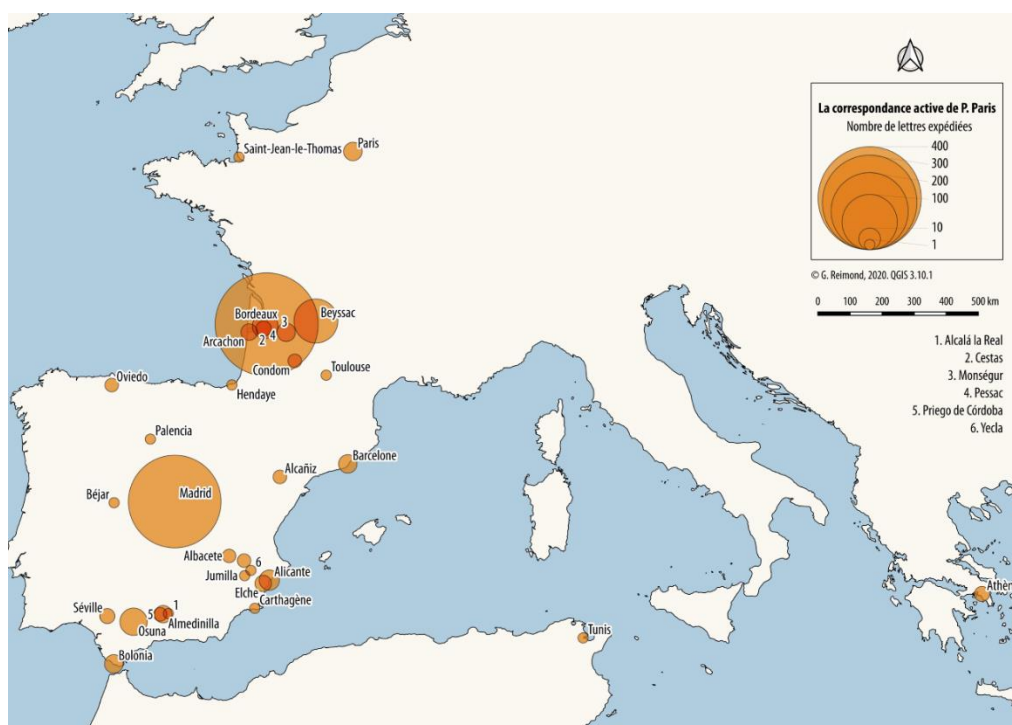 La correspondance active de P. Paris
Nombre de lettres expédiées
400
300
200
100
10
1
© G. Reimond, 2020. QGIS 3.10.1
0 100 200 300 400 500 km
1. Alcalá la Real
2. Cestas
3. Monségur
4. Pessac
5. Priego de Córdoba
6. Yecla
Saint-Jean-le-Thomas
Paris
Bordeaux
3
Beyssac
Arcachon
2
4
Condom
Toulouse
Oviedo
Hendaye
Palencia
Barcelone
Alcañiz
Béjar
Madrid
Albacete
6
Jumilla
Alicante
Elche
Carthagène
Séville
5
1
Almedinilla
Osuna
Bolonia
Tunis
Athèn